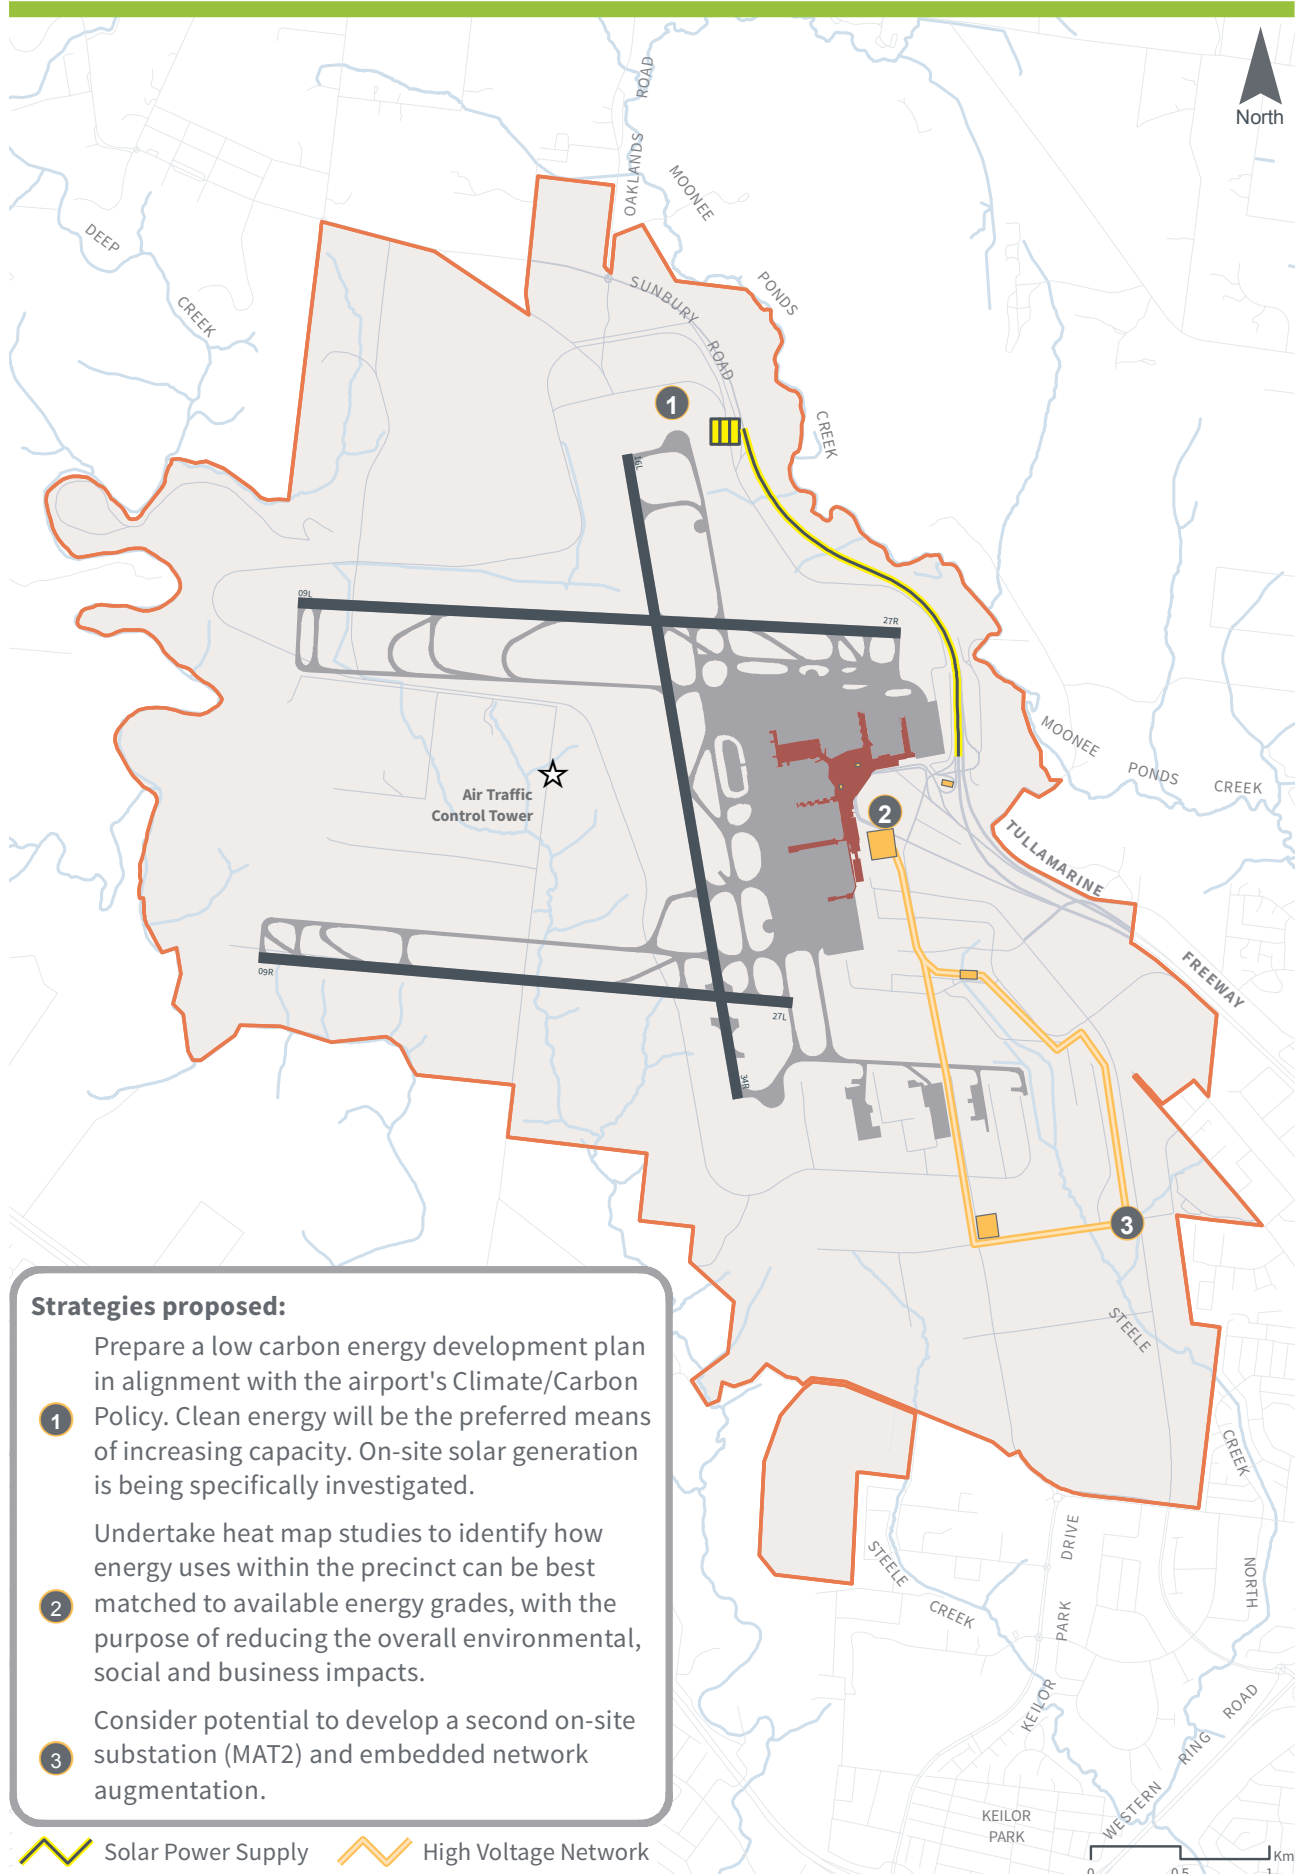 North
OAKLANDS ROAD
MOONEE
PONDS
CREEK
DEEP
CREEK
SUNBURY
ROAD
1
16L
09L
27R
Air Traffic
Control Tower
2
MOONEE
PONDS
CREEK
TULLAMARINE
FREEWAY
09R
27L
34R
3
STEELE
CREEK
NORTH
STEELE
CREEK
KEILOR PARK DRIVE
WESTERN RING ROAD
KEILOR
PARK
Strategies proposed:
Prepare a low carbon energy development plan
in alignment with the airport's Climate/Carbon
1 Policy. Clean energy will be the preferred means
of increasing capacity. On-site solar generation
is being specifically investigated.
Undertake heat map studies to identify how
energy uses within the precinct can be best
2 matched to available energy grades, with the
purpose of reducing the overall environmental,
social and business impacts.
Consider potential to develop a second on-site
3 substation (MAT2) and embedded network
augmentation.
Solar Power Supply
High Voltage Network
Km
0 0.5 1